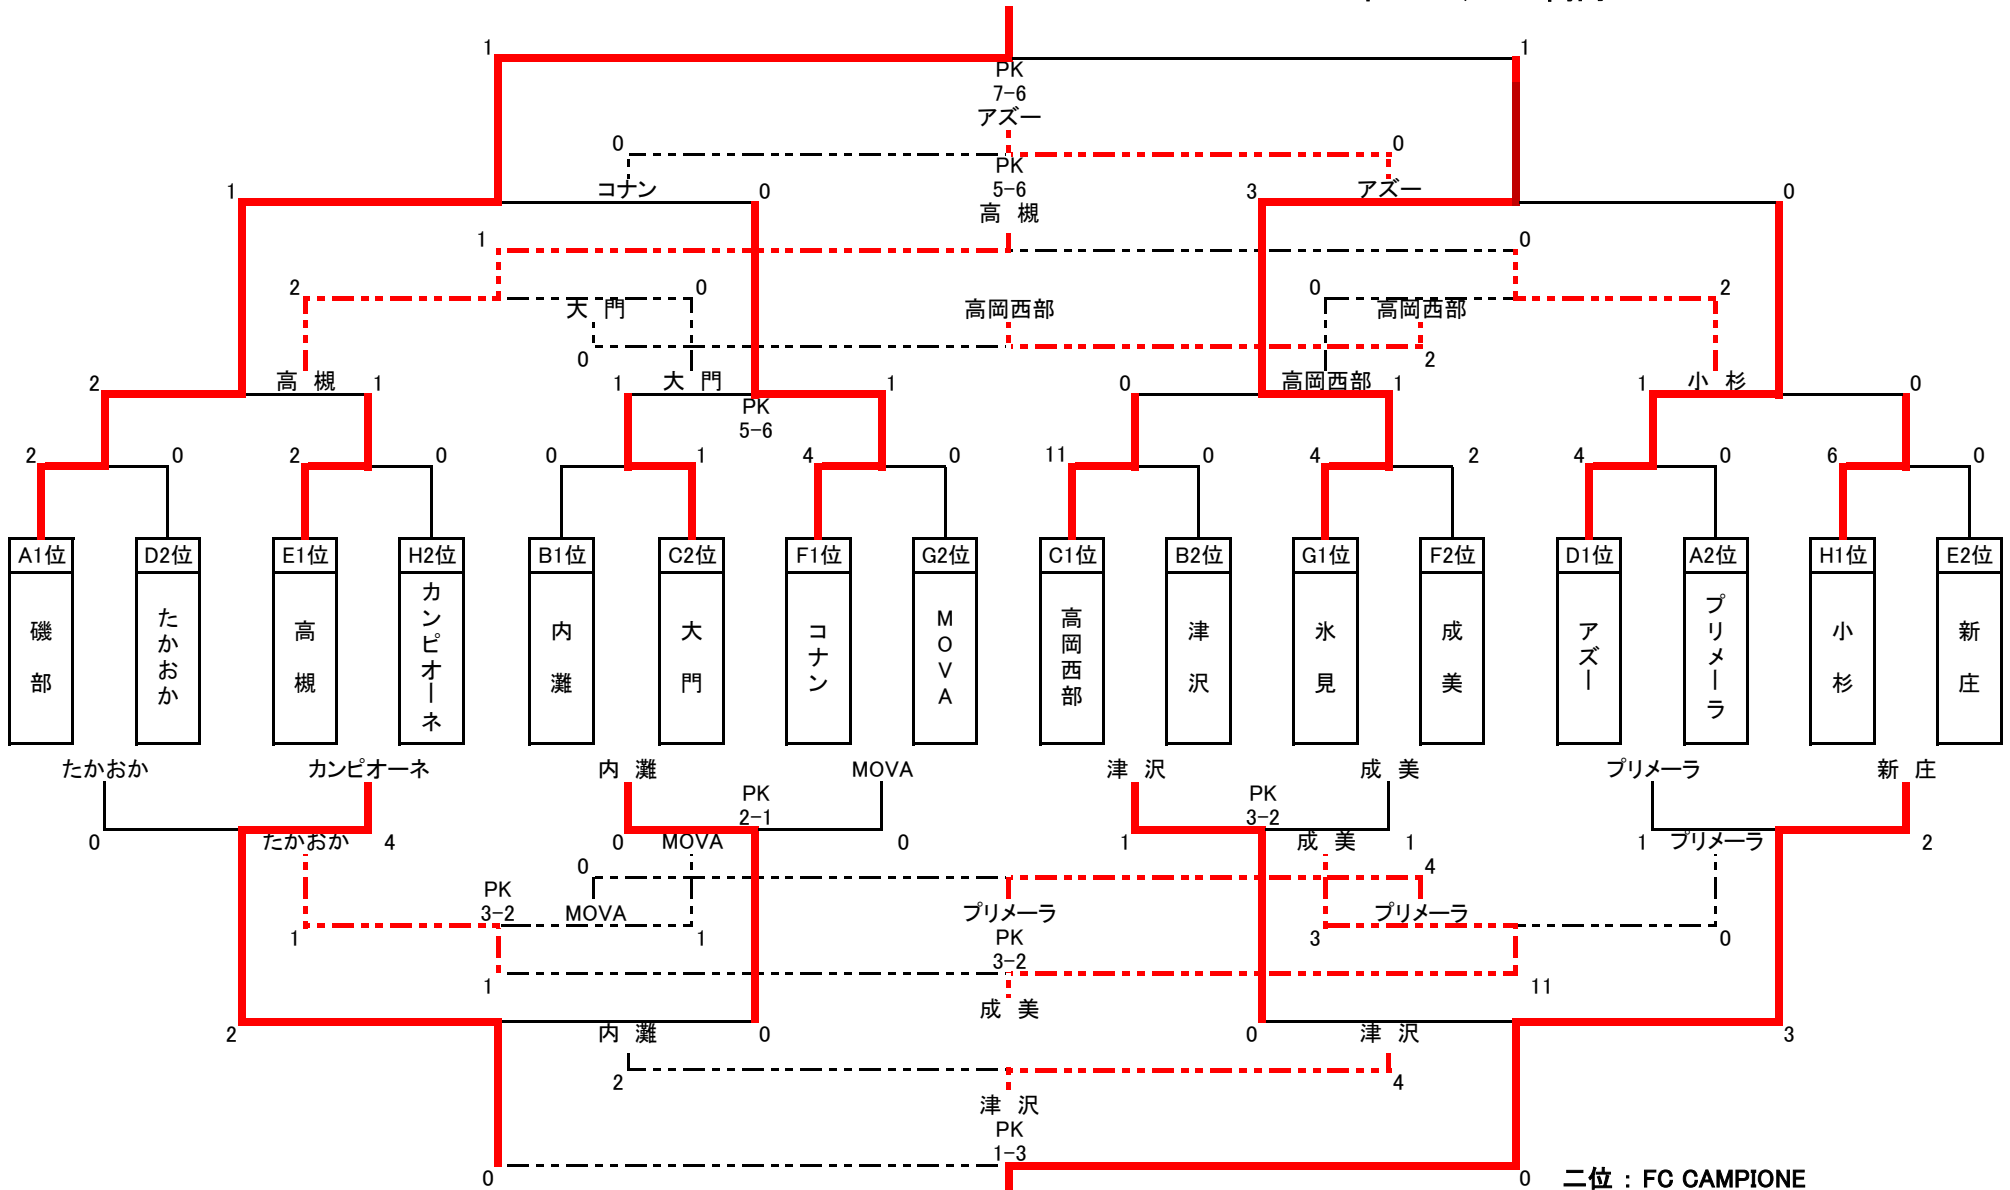 1 1
PK
7-6
アズー
0 0
PK
コナン 5-6 アズー
1 0 3 0
高 槻
1 0
2 0 0 2
大 門 高岡西部 高岡西部
0 2
2 高 槻 1 1 大 門 1 0 高岡西部 1 1 小 杉 0
PK
5-6
2 0 2 0 0 1 4 0 11 0 4 2 4 0 6 0
A1位 D2位 E1位 H2位 B1位 C2位 F1位 G2位 C1位 B2位 G1位 F2位 D1位 A2位 H1位 E2位
磯部 たかおか 高槻 カンピオーネ 内灘 大門 コナン MOVA 高岡西部 津沢 氷見 成美 アズー プリメーラ 小杉 新庄
たかおか カンピオーネ 内 灘 MOVA 津 沢 成 美 プリメーラ 新 庄
PK PK
2-1 3-2
0 たかおか 4 0 MOVA 0 1 成 美 1 1 プリメーラ 2
0 4
PK
3-2 MOVA プリメーラ プリメーラ
1 1 PK 3 0
3-2
1 11
成 美
2 内 灘 0 0 津 沢 3
2 4
津 沢
PK
1-3
0 0 二位 : FC CAMPIONE